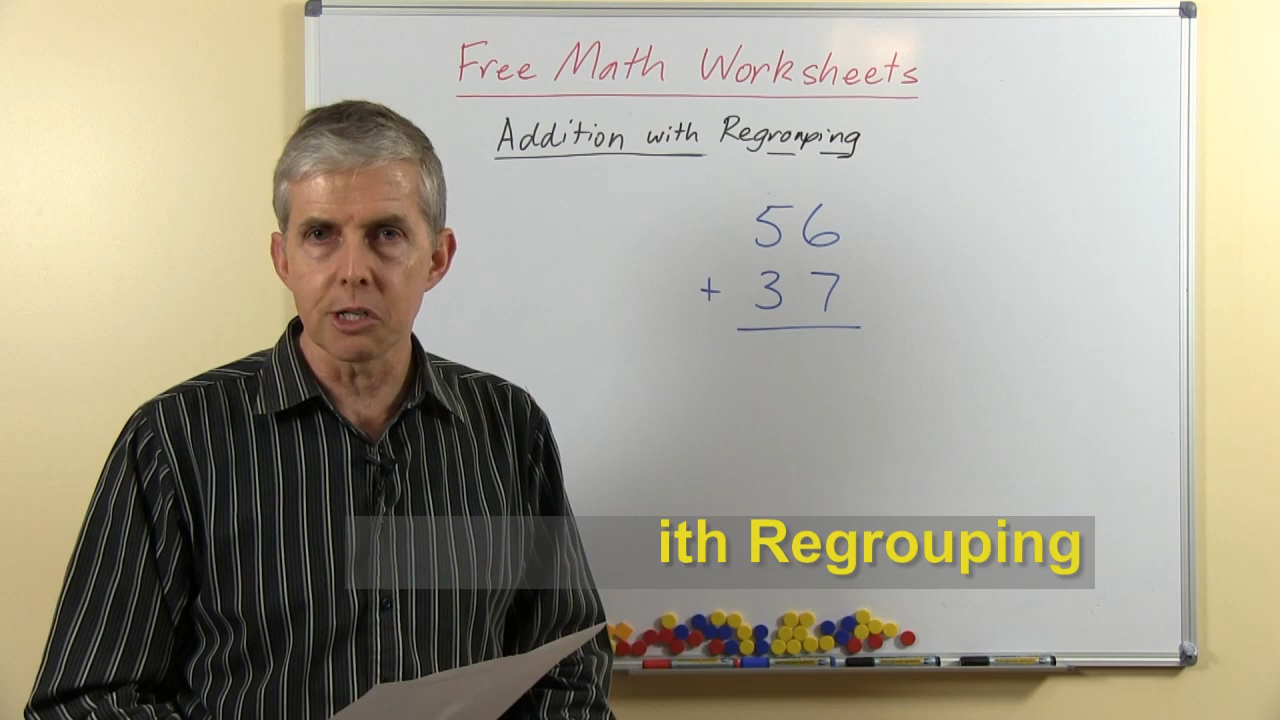 Free Math Worksheets
Addition with Regrouping
56
+ 37
ith Regrouping